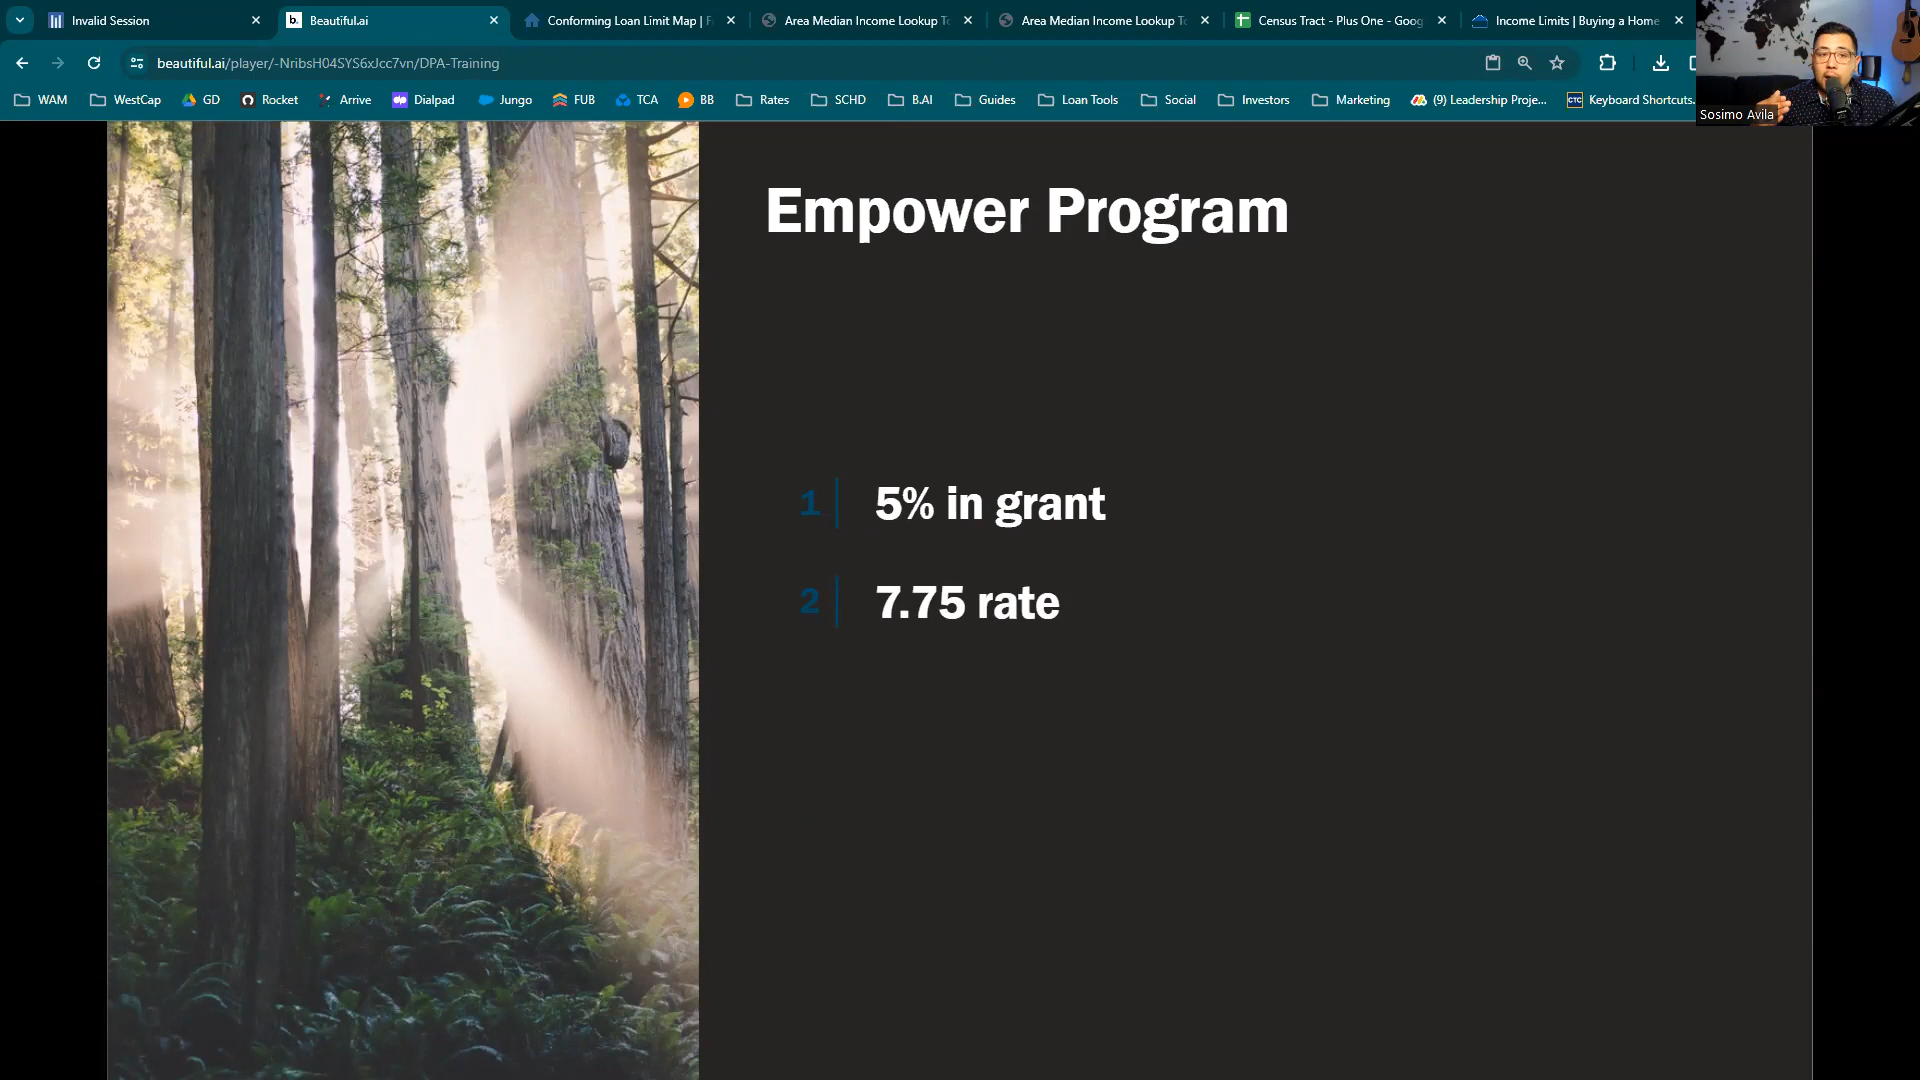 Invalid Session
Beautiful.ai
Conforming Loan Limit Map | F
Area Median Income Lookup To
Area Median Income Lookup To
Census Tract - Plus One - Goog
Income Limits | Buying a Home
beautiful.ai/player/-NribsH04SYS6xJcc7vn/DPA-Training
WAM
WestCap
GD
Rocket
Arrive
Dialpad
Jungo
FUB
TCA
BB
Rates
SCHD
B.AI
Guides
Loan Tools
Social
Investors
Marketing
(9) Leadership Proje...
CTC
Keyboard Shortcuts.
Sosimo Avila
Empower Program
1 5% in grant
2 7.75 rate